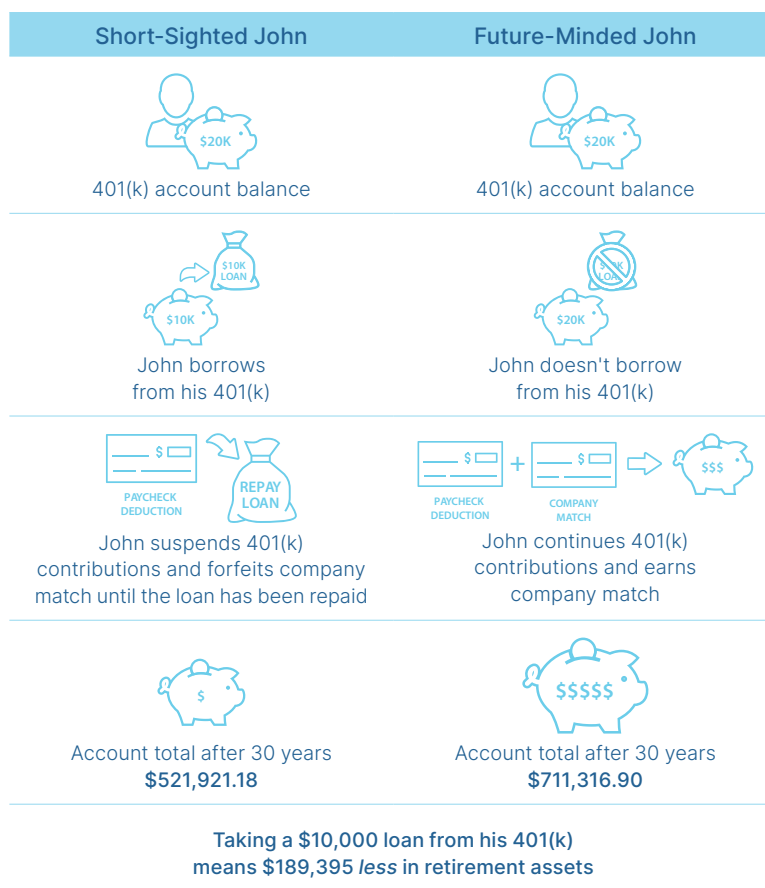 Short-Sighted John
Future-Minded John
$20K
401(k) account balance
$20K
401(k) account balance
$10K
LOAN
$10K
John borrows
from his 401(k)
LOA
$20K
John doesn't borrow
from his 401(k)
$
PAYCHECK
DEDUCTION
REPAY
LOAN
John suspends 401(k)
contributions and forfeits company
match until the loan has been repaid
$
PAYCHECK
DEDUCTION
+
$
COMPANY
MATCH
$$$
John continues 401(k)
contributions and earns
company match
$
Account total after 30 years
$521,921.18
$$$$$
Account total after 30 years
$711,316.90
Taking a $10,000 loan from his 401(k)
means $189,395 less in retirement assets